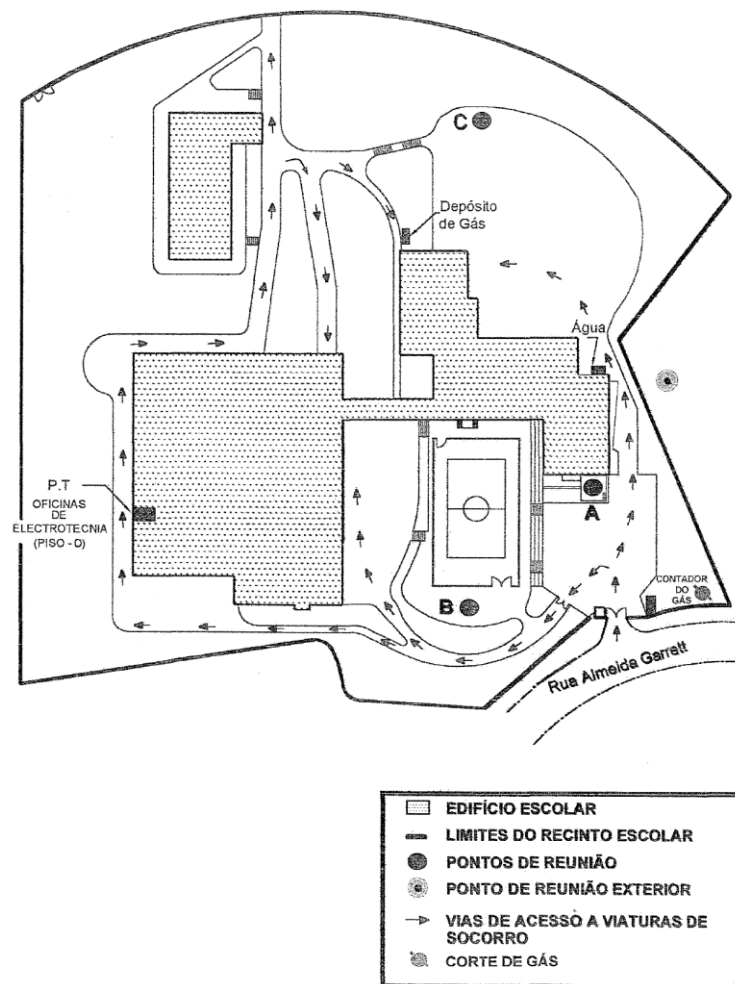 C
Depósito
de Gás
Água
P.T
OFICINAS
DE
ELECTROTECNIA
(PISO - D)
A
CONTADOR
DO
GÁS
B
Rua Almeida Garrett
EDIFÍCIO ESCOLAR
LIMITES DO RECINTO ESCOLAR
PONTOS DE REUNIÃO
PONTO DE REUNIÃO EXTERIOR
VIAS DE ACESSO A VIATURAS DE
SOCORRO
CORTE DE GÁS